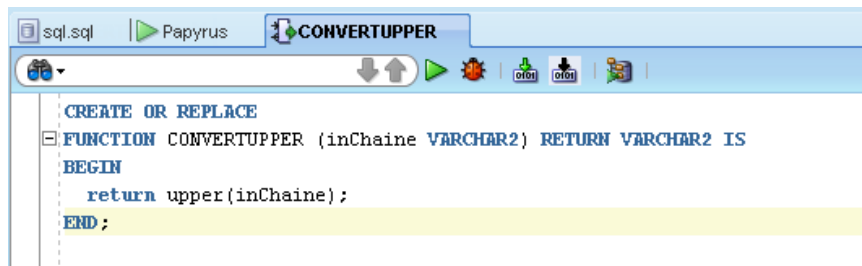 sql.sql Papyrus CONVERTUPPER
CREATE OR REPLACE
FUNCTION CONVERTUPPER (inChaine VARCHAR2) RETURN VARCHAR2 IS
BEGIN
return upper(inChaine);
END;